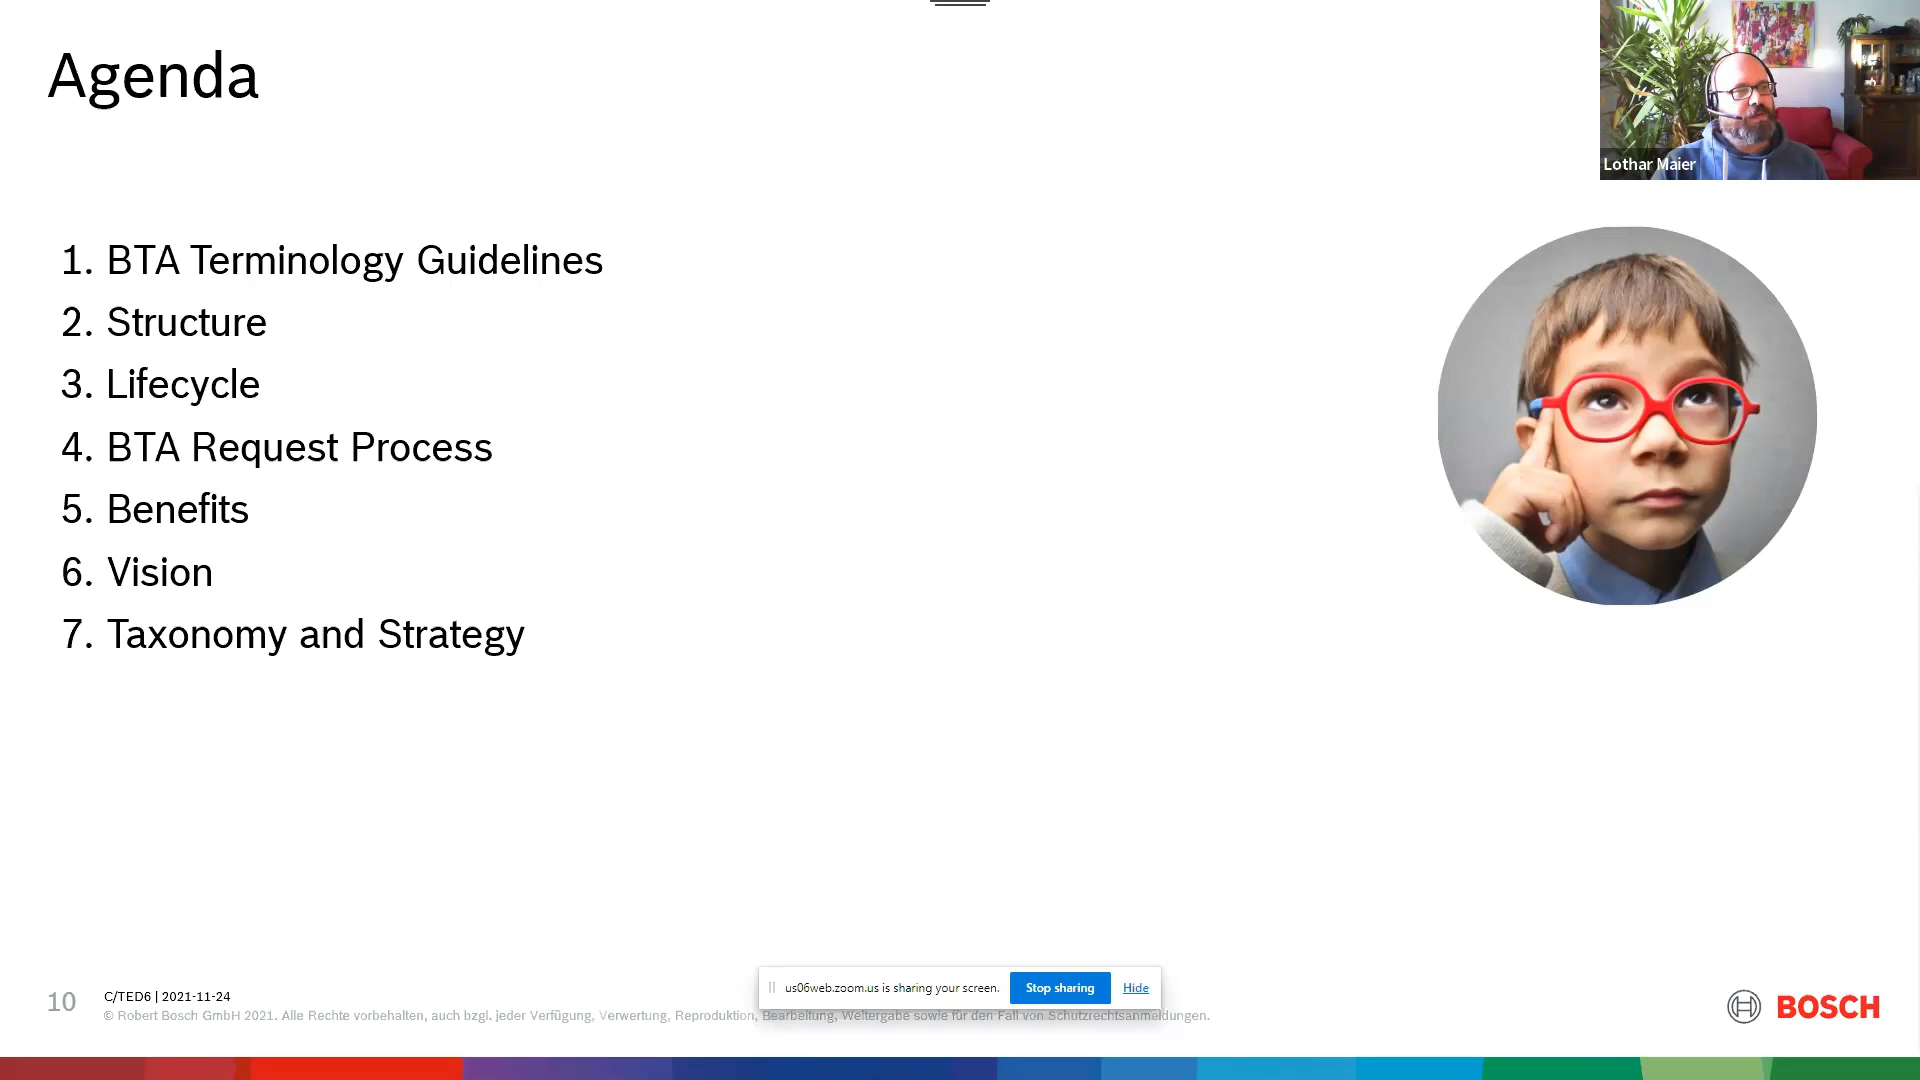 Agenda
Lothar Maier
1. BTA Terminology Guidelines
2. Structure
3. Lifecycle
4. BTA Request Process
5. Benefits
6. Vision
7. Taxonomy and Strategy
us06web.zoom.us is sharing your screen. Stop sharing Hide
10 C/TED6 | 2021-11-24
© Robert Bosch GmbH 2021. Alle Rechte vorbehalten, auch bzgl. jeder Verfügung, Verwertung, Reproduktion, Bearbeitung, Weitergabe sowie für den Fall von Schutzrechtsanmeldungen.
BOSCH